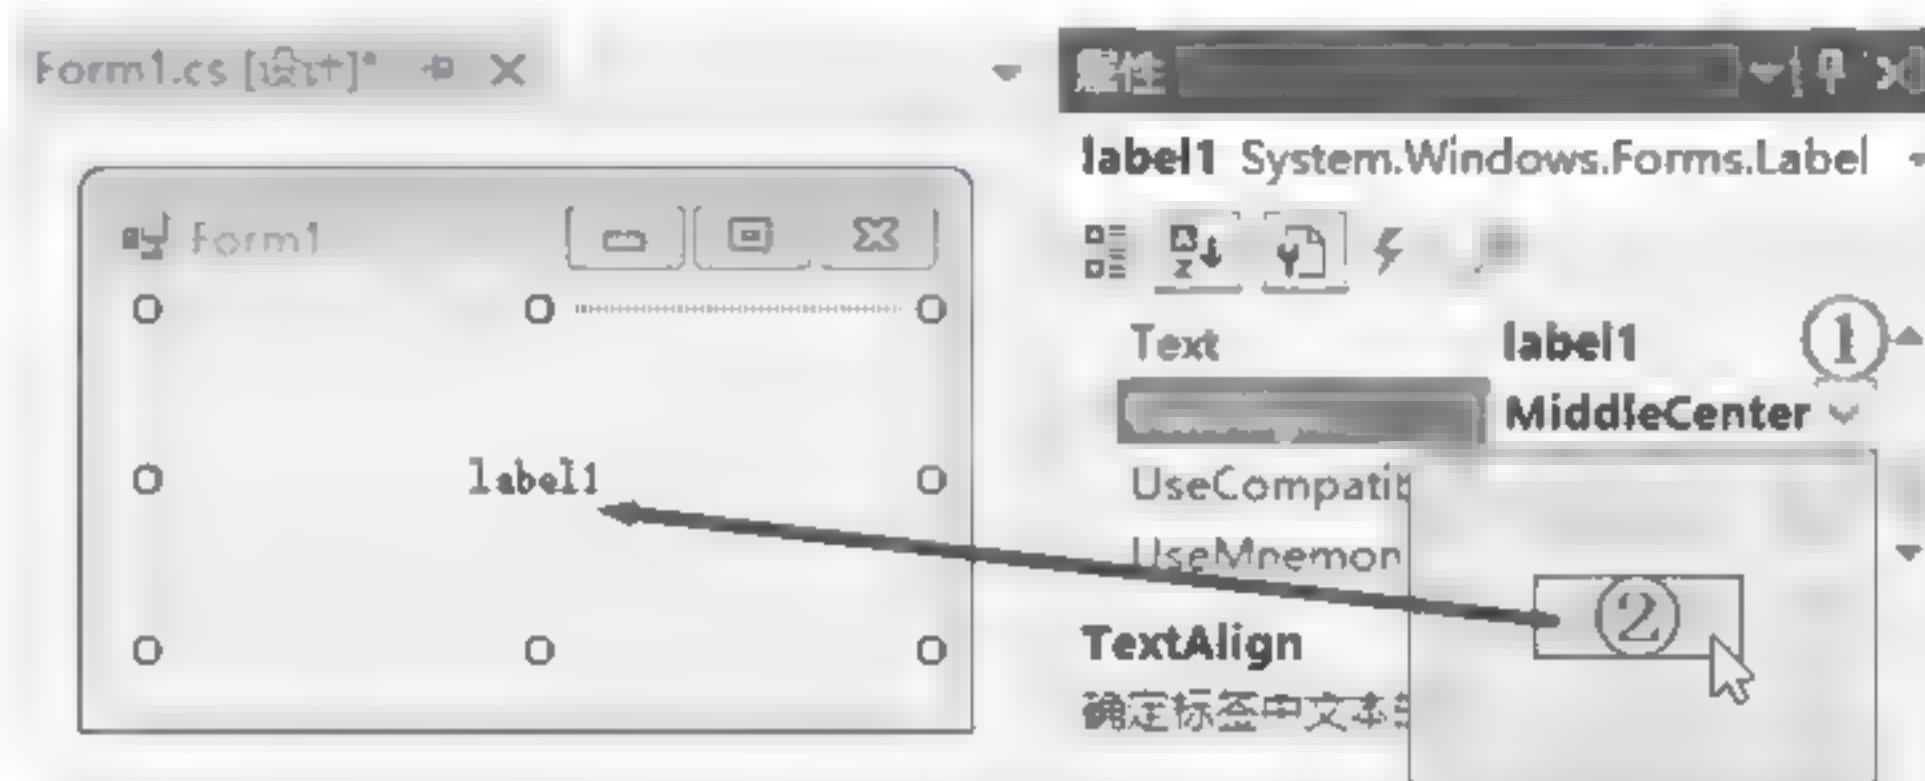 Form1.cs [设计]*
属性
label1 System.Windows.Forms.Label
Form1
Text label1 ①
MiddleCenter
label1
UseCompatib
UseMnemon
②
TextAlign
确定标签中文本